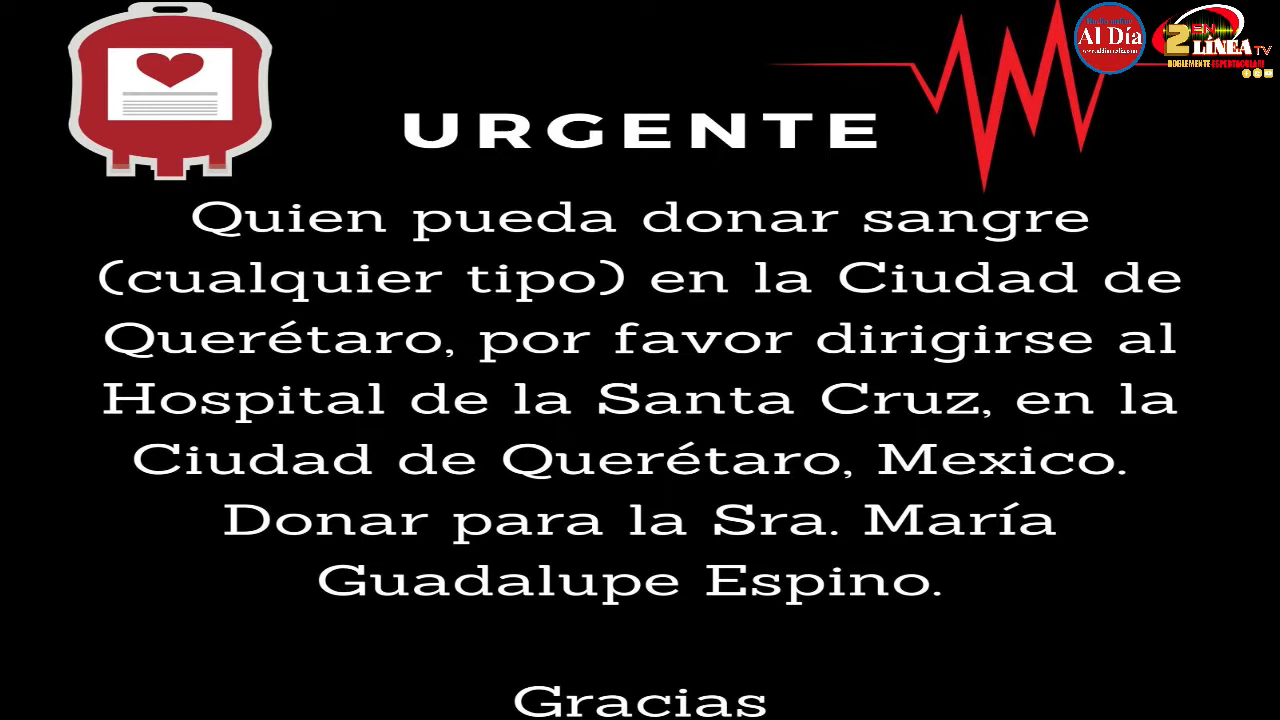 Al Día
2 EN
LÍNEA TV
DOBLEMENTE ESPECTACULAR!
URGENTE
Quien pueda donar sangre
(cualquier tipo) en la Ciudad de
Querétaro, por favor dirigirse al
Hospital de la Santa Cruz, en la
Ciudad de Querétaro, Mexico.
Donar para la Sra. María
Guadalupe Espino.
Gracias